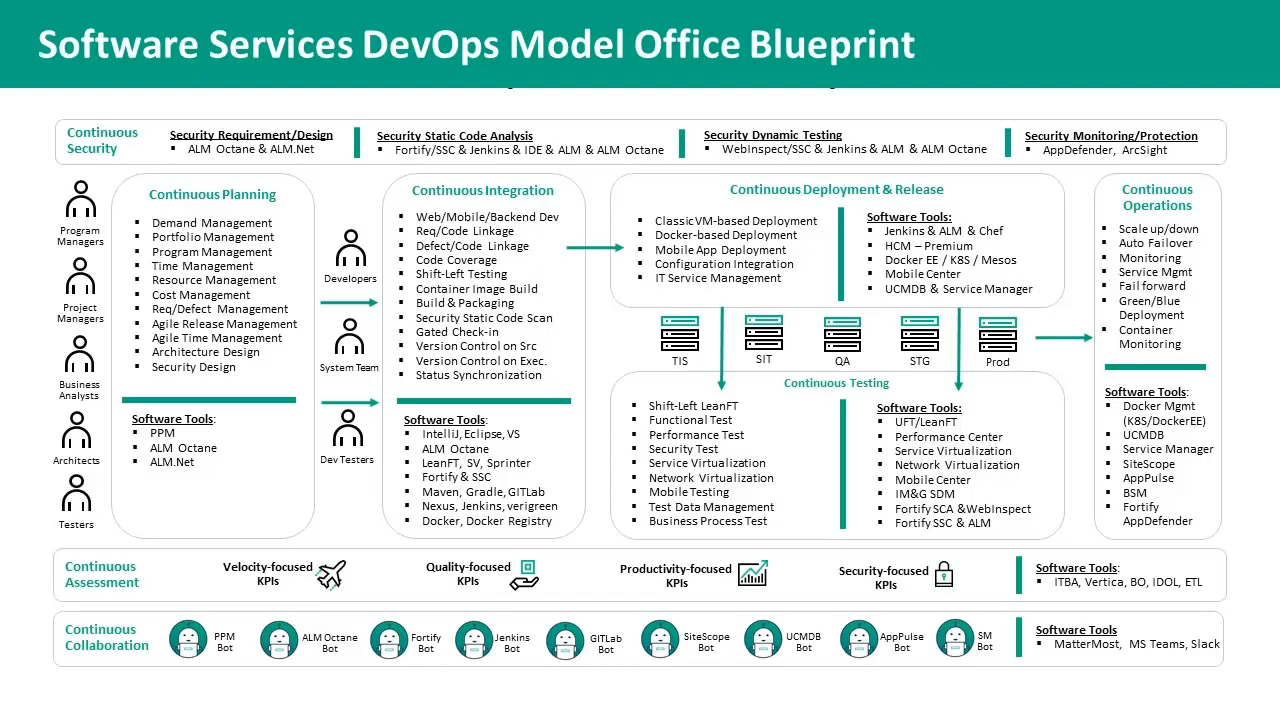 Software Services DevOps Model Office Blueprint
Continuous
Security
Security Requirement/Design
▪ ALM Octane & ALM.Net
Security Static Code Analysis
▪ Fortify/SSC & Jenkins & IDE & ALM & ALM Octane
Security Dynamic Testing
▪ WebInspect/SSC & Jenkins & ALM & ALM Octane
Security Monitoring/Protection
▪ AppDefender, ArcSight
Program
Managers
Project
Managers
Business
Analysts
Architects
Testers
Continuous Planning
▪ Demand Management
▪ Portfolio Management
▪ Program Management
▪ Time Management
▪ Resource Management
▪ Cost Management
▪ Req/Defect Management
▪ Agile Release Management
▪ Agile Time Management
▪ Architecture Design
▪ Security Design
Software Tools:
▪ PPM
▪ ALM Octane
▪ ALM.Net
Developers
System Team
Dev Testers
Continuous Integration
▪ Web/Mobile/Backend Dev
▪ Req/Code Linkage
▪ Defect/Code Linkage
▪ Code Coverage
▪ Shift-Left Testing
▪ Container Image Build
▪ Build & Packaging
▪ Security Static Code Scan
▪ Gated Check-in
▪ Version Control on Src
▪ Version Control on Exec.
▪ Status Synchronization
Software Tools:
▪ IntelliJ, Eclipse, VS
▪ ALM Octane
▪ LeanFT, SV, Sprinter
▪ Fortify & SSC
▪ Maven, Gradle, GITLab
▪ Nexus, Jenkins, verigreen
▪ Docker, Docker Registry
Continuous Deployment & Release
▪ Classic VM-based Deployment
▪ Docker-based Deployment
▪ Mobile App Deployment
▪ Configuration Integration
▪ IT Service Management
Software Tools:
▪ Jenkins & ALM & Chef
▪ HCM – Premium
▪ Docker EE / K8S / Mesos
▪ Mobile Center
▪ UCMDB & Service Manager
TIS
SIT
QA
STG
Prod
Continuous Testing
▪ Shift-Left LeanFT
▪ Functional Test
▪ Performance Test
▪ Security Test
▪ Service Virtualization
▪ Network Virtualization
▪ Mobile Testing
▪ Test Data Management
▪ Business Process Test
Software Tools:
▪ UFT/LeanFT
▪ Performance Center
▪ Service Virtualization
▪ Network Virtualization
▪ Mobile Center
▪ IM&G SDM
▪ Fortify SCA &WebInspect
▪ Fortify SSC & ALM
Continuous
Operations
▪ Scale up/down
▪ Auto Failover
▪ Monitoring
▪ Service Mgmt
▪ Fail forward
▪ Green/Blue
Deployment
▪ Container
Monitoring
Software Tools:
▪ Docker Mgmt
(K8S/DockerEE)
▪ UCMDB
▪ Service Manager
▪ SiteScope
▪ AppPulse
▪ BSM
▪ Fortify
AppDefender
Continuous
Assessment
Velocity-focused
KPIs
Quality-focused
KPIs
Productivity-focused
KPIs
Security-focused
KPIs
Software Tools:
▪ ITBA, Vertica, BO, IDOL, ETL
Continuous
Collaboration
PPM
Bot
ALM Octane
Bot
Fortify
Bot
Jenkins
Bot
GITLab
Bot
SiteScope
Bot
UCMDB
Bot
AppPulse
Bot
SM
Bot
Software Tools
▪ MatterMost, MS Teams, Slack